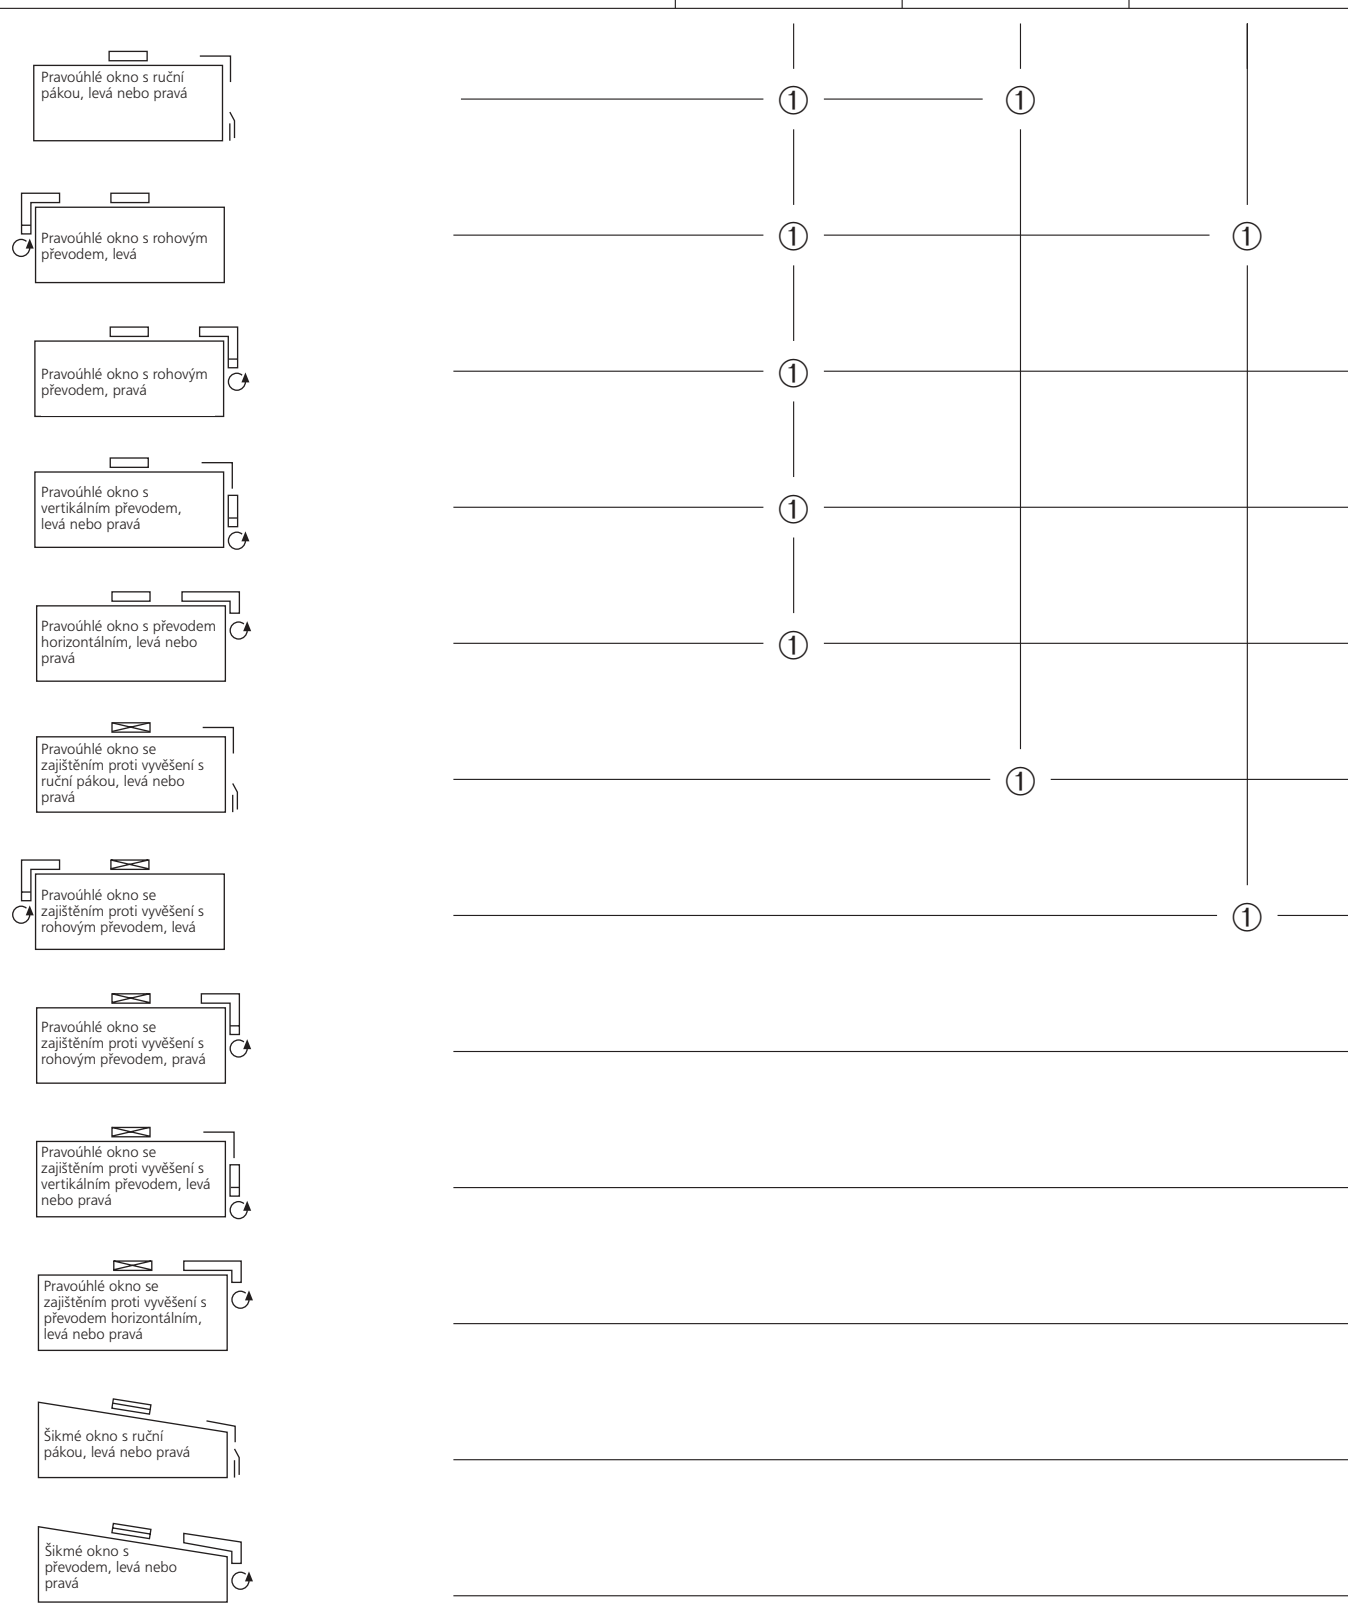 Pravoúhlé okno s ruční
pákou, levá nebo pravá
① ①
Pravoúhlé okno s rohovým
převodem, levá
① ①
Pravoúhlé okno s rohovým
převodem, pravá
①
Pravoúhlé okno s
vertikálním převodem,
levá nebo pravá
①
Pravoúhlé okno s převodem
horizontálním, levá nebo
pravá
①
Pravoúhlé okno se
zajištěním proti vyvěšení s
ruční pákou, levá nebo
pravá
①
Pravoúhlé okno se
zajištěním proti vyvěšení s
rohovým převodem, levá
①
Pravoúhlé okno se
zajištěním proti vyvěšení s
rohovým převodem, pravá
Pravoúhlé okno se
zajištěním proti vyvěšení s
vertikálním převodem, levá
nebo pravá
Pravoúhlé okno se
zajištěním proti vyvěšení s
převodem horizontálním,
levá nebo pravá
Šikmé okno s ruční
pákou, levá nebo pravá
Šikmé okno s
převodem, levá nebo
pravá